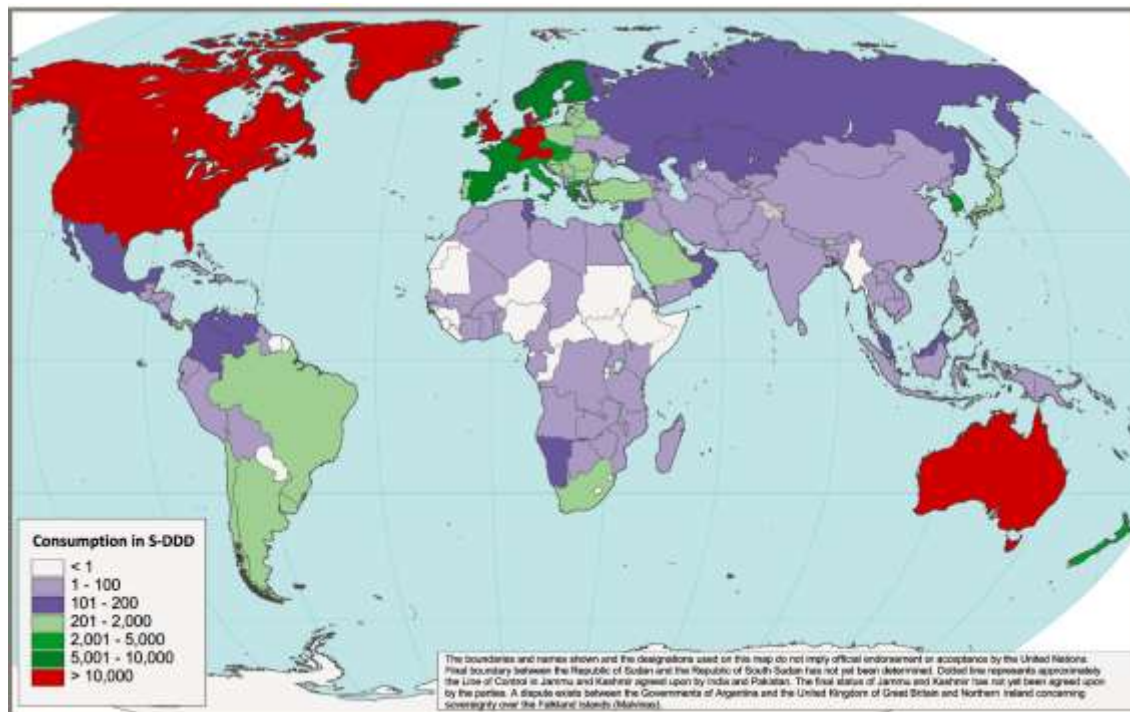 Consumption in S-DDD
< 1
1 - 100
101 - 200
201 - 2,000
2,001 - 5,000
5,001 - 10,000
> 10,000
The boundaries and names shown and the designations used on this map do not imply official endorsement or acceptance by the United Nations.
Final boundary between the Republic of Sudan and the Republic of South Sudan has not yet been determined. Dotted line represents approximately
the Line of Control in Jammu and Kashmir agreed upon by India and Pakistan. The final status of Jammu and Kashmir has not yet been agreed upon
by the parties. A dispute exists between the Governments of Argentina and the United Kingdom of Great Britain and Northern Ireland concerning
sovereignty over the Falkland Islands (Malvinas).